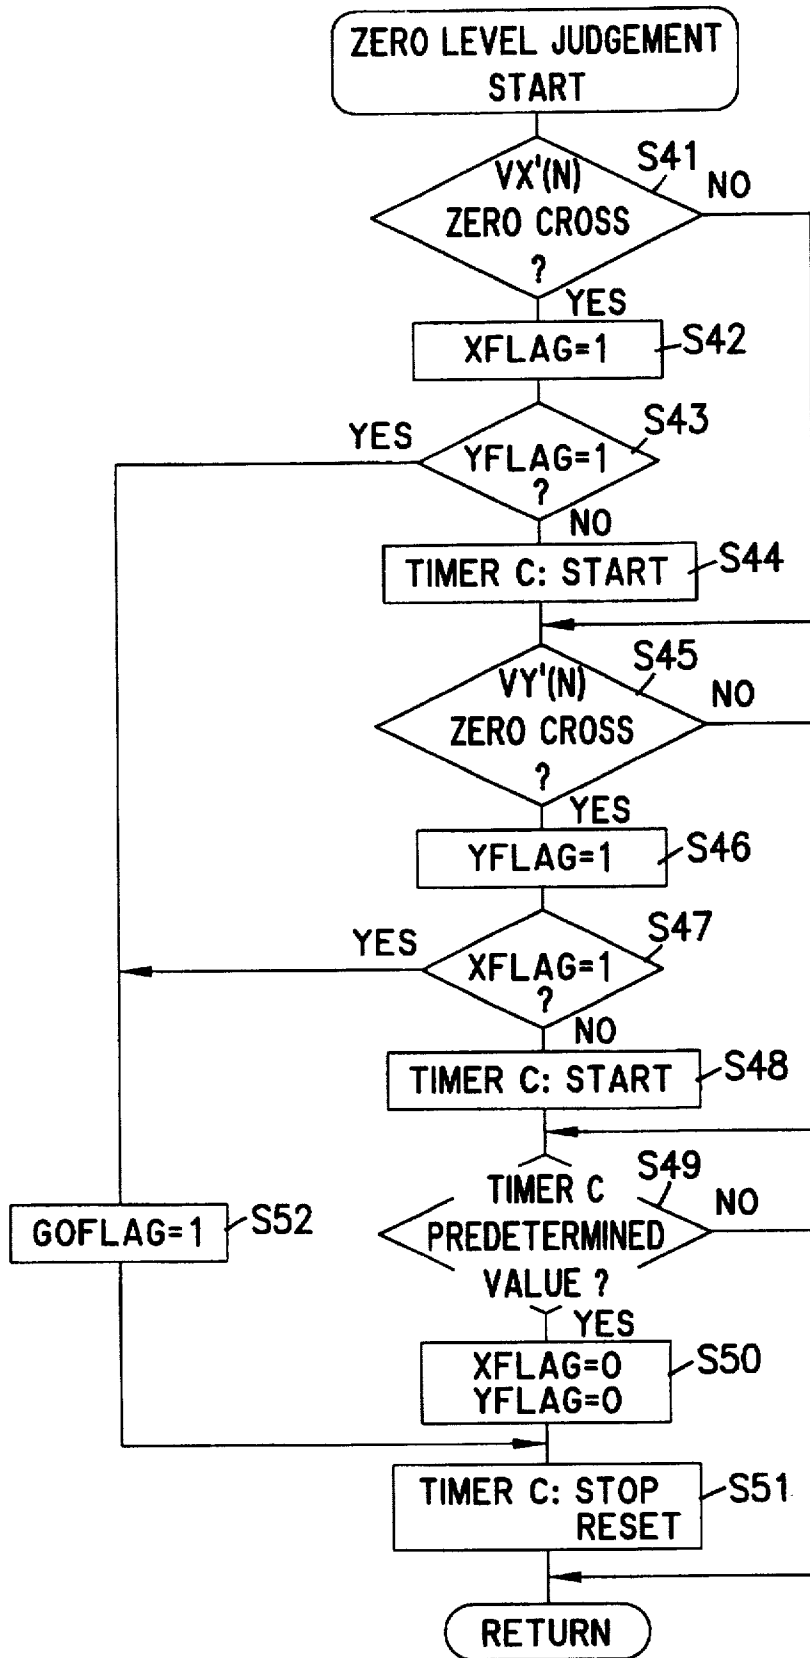 ZERO LEVEL JUDGEMENT
START
S41
VX'(N)
ZERO CROSS
?
NO
YES
XFLAG=1
S42
S43
YES
YFLAG=1
?
NO
TIMER C: START
S44
S45
VY'(N)
ZERO CROSS
?
NO
YES
YFLAG=1
S46
S47
YES
XFLAG=1
?
NO
TIMER C: START
S48
S49
TIMER C
PREDETERMINED
VALUE ?
NO
GOFLAG=1
S52
YES
XFLAG=0
YFLAG=0
S50
TIMER C: STOP
RESET
S51
RETURN